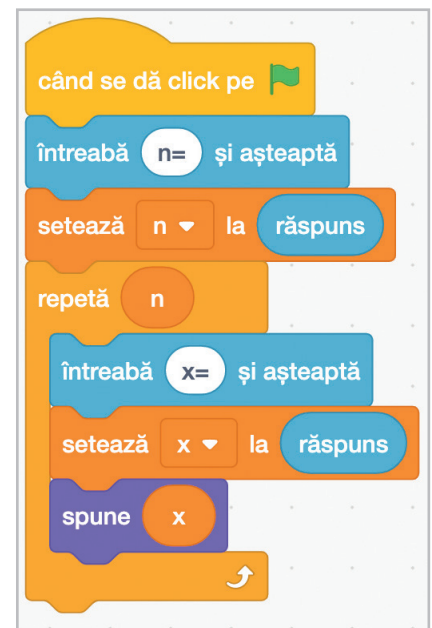 când se dă click pe
întreabă n= și așteaptă
setează n la răspuns
repetă n
întreabă x= și așteaptă
setează x la răspuns
spune x